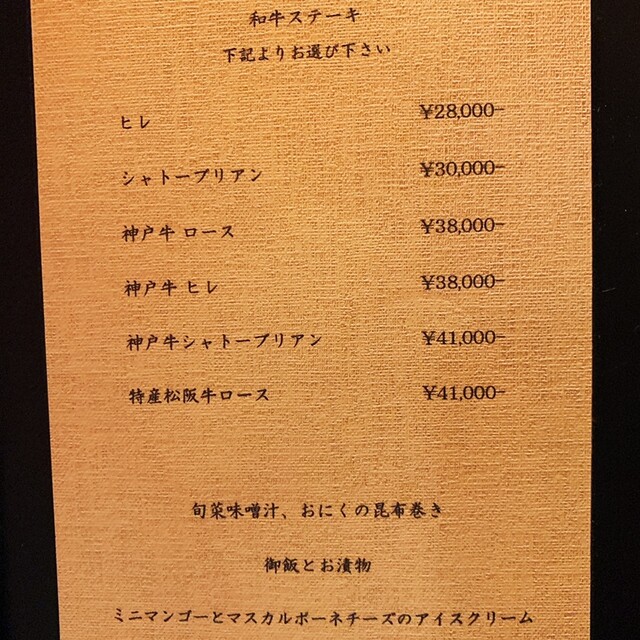 和牛ステーキ
下記よりお選び下さい
ヒレ ¥28,000-
シャトーブリアン ¥30,000-
神戸牛 ロース ¥38,000-
神戸牛 ヒレ ¥38,000-
神戸牛シャトーブリアン ¥41,000-
特産松阪牛ロース ¥41,000-
旬菜味噌汁、おにくの昆布巻き
御飯とお漬物
ミニマンゴーとマスカルポーネチーズのアイスクリーム